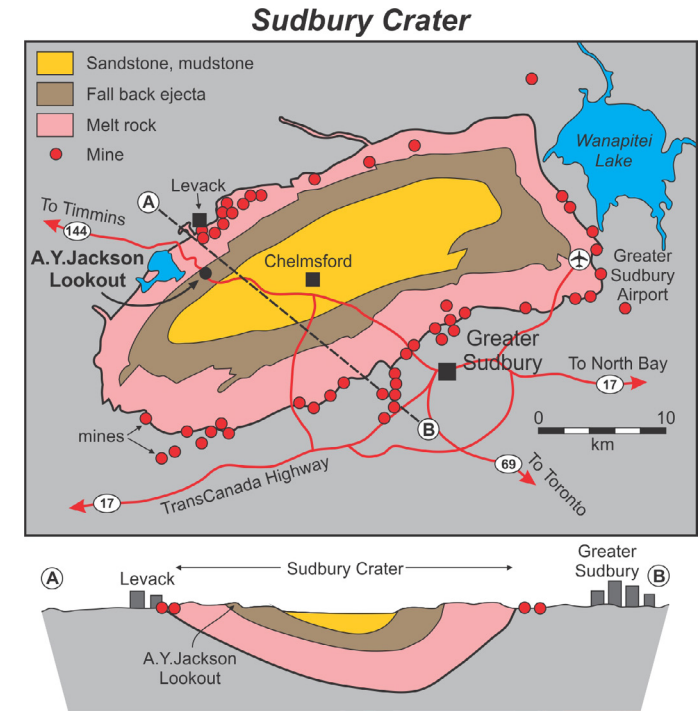 Sudbury Crater
Sandstone, mudstone
Fall back ejecta
Melt rock
Mine
Wanapitei
Lake
Levack
A
To Timmins
144
A.Y.Jackson
Lookout
Chelmsford
Greater
Sudbury
Airport
Greater
Sudbury
To North Bay
17
mines
B
0 10
km
69
To Toronto
TransCanada Highway
17
A
Levack
Sudbury Crater
Greater
Sudbury
B
A.Y.Jackson
Lookout